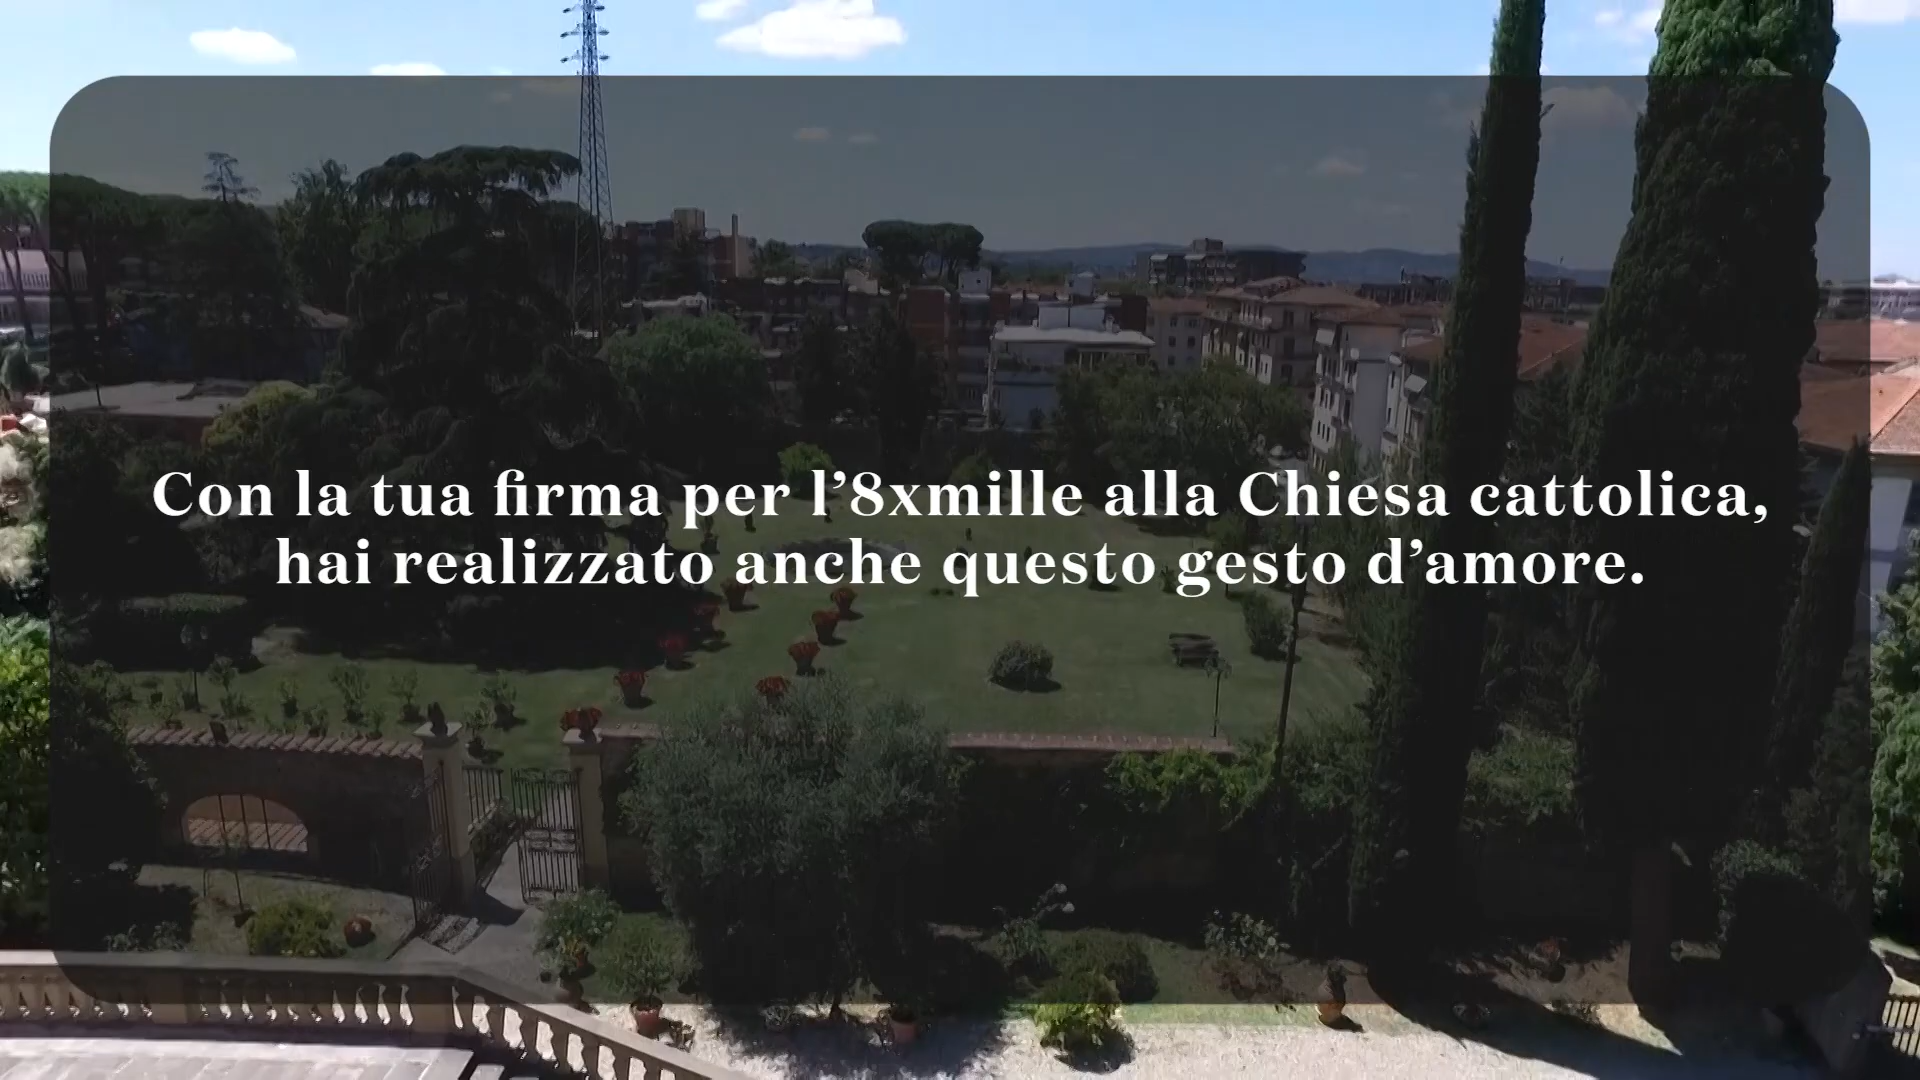 Con la tua firma per l’8xmille alla Chiesa cattolica,
hai realizzato anche questo gesto d’amore.